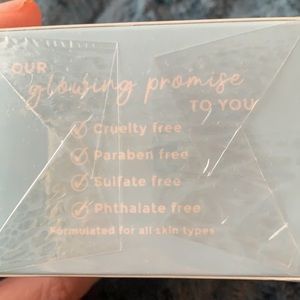 OUR
glowing promise
TO YOU
Cruelty free
Paraben free
Sulfate free
Phthalate free
Formulated for all skin types